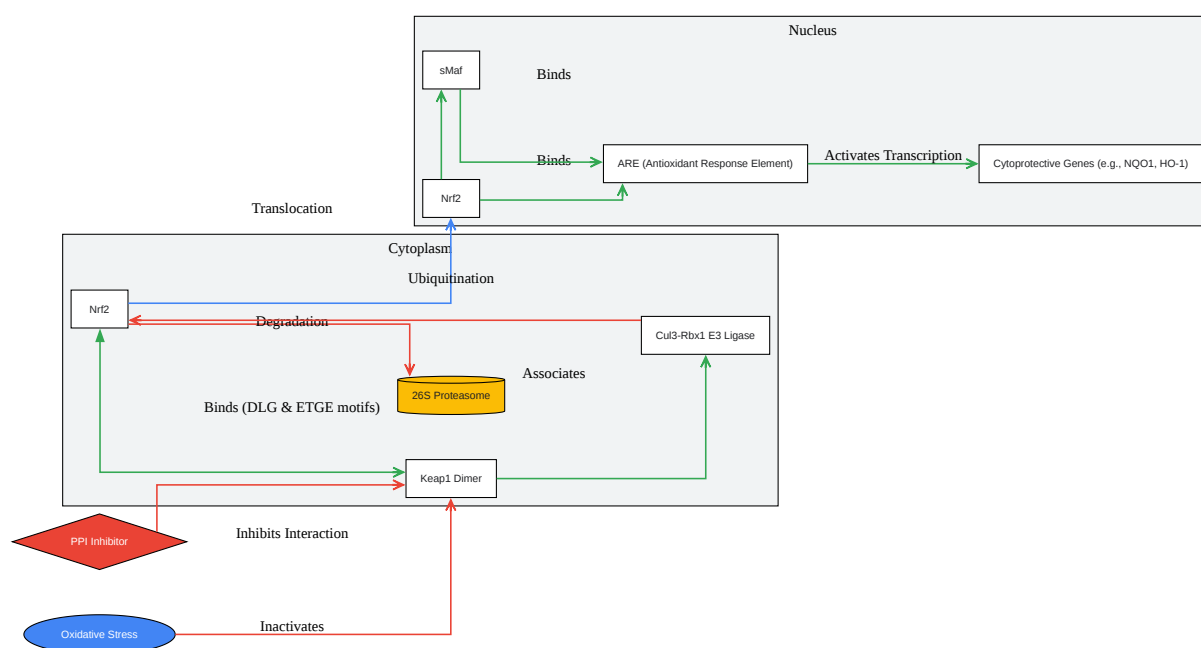 Nucleus
sMaf
Binds
Binds
ARE (Antioxidant Response Element)
Activates Transcription
Cytoprotective Genes (e.g., NQO1, HO-1)
Nrf2
Translocation
Cytoplasm
Ubiquitination
Nrf2
Degradation
Cul3-Rbx1 E3 Ligase
Associates
26S Proteasome
Binds (DLG & ETGE motifs)
Keap1 Dimer
PPI Inhibitor
Inhibits Interaction
Inactivates
Oxidative Stress